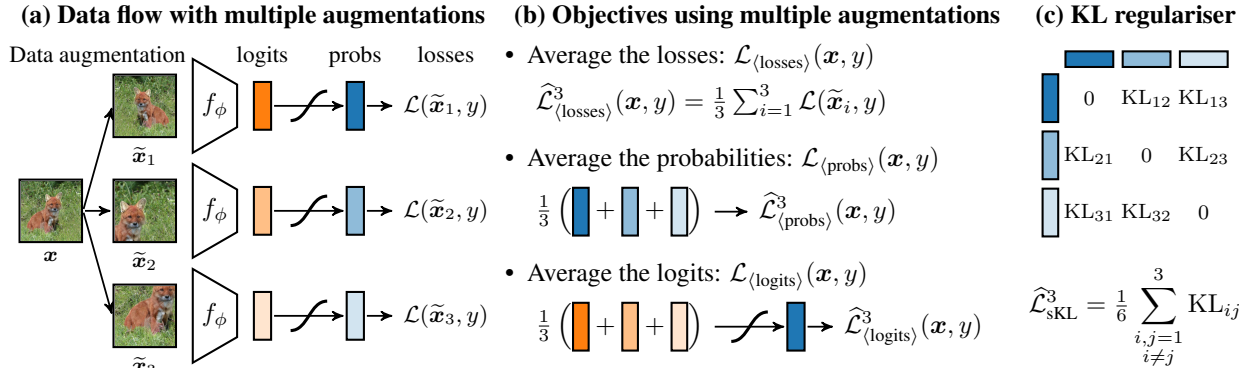 (a) Data flow with multiple augmentations
Data augmentation logits probs losses
f_ϕ ℒ(x̃₁, y)
x̃₁
f_ϕ ℒ(x̃₂, y)
x
x̃₂
f_ϕ ℒ(x̃₃, y)
(b) Objectives using multiple augmentations
• Average the losses: ℒ_⟨losses⟩(x, y)
ℒ̂³_⟨losses⟩(x, y) = 1/3 ∑³_{i=1} ℒ(x̃ᵢ, y)
• Average the probabilities: ℒ_⟨probs⟩(x, y)
1/3 ( + + ) → ℒ̂³_⟨probs⟩(x, y)
• Average the logits: ℒ_⟨logits⟩(x, y)
1/3 ( + + ) → → ℒ̂³_⟨logits⟩(x, y)
(c) KL regulariser
0 KL₁₂ KL₁₃
KL₂₁ 0 KL₂₃
KL₃₁ KL₃₂ 0
ℒ̂³_sKL = 1/6 ∑³_{i,j=1 i≠j} KL_ij